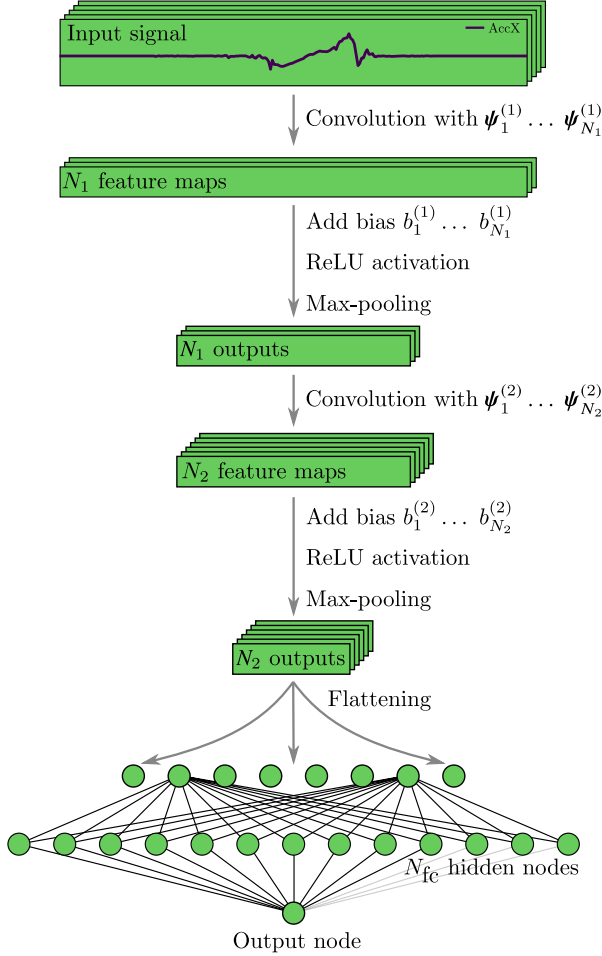 Input signal
AccX
Convolution with 𝝍₁⁽¹⁾ … 𝝍_{N₁}⁽¹⁾
N₁ feature maps
Add bias b₁⁽¹⁾ … b_{N₁}⁽¹⁾
ReLU activation
Max-pooling
N₁ outputs
Convolution with 𝝍₁⁽²⁾ … 𝝍_{N₂}⁽²⁾
N₂ feature maps
Add bias b₁⁽²⁾ … b_{N₂}⁽²⁾
ReLU activation
Max-pooling
N₂ outputs
Flattening
N_{fc} hidden nodes
Output node